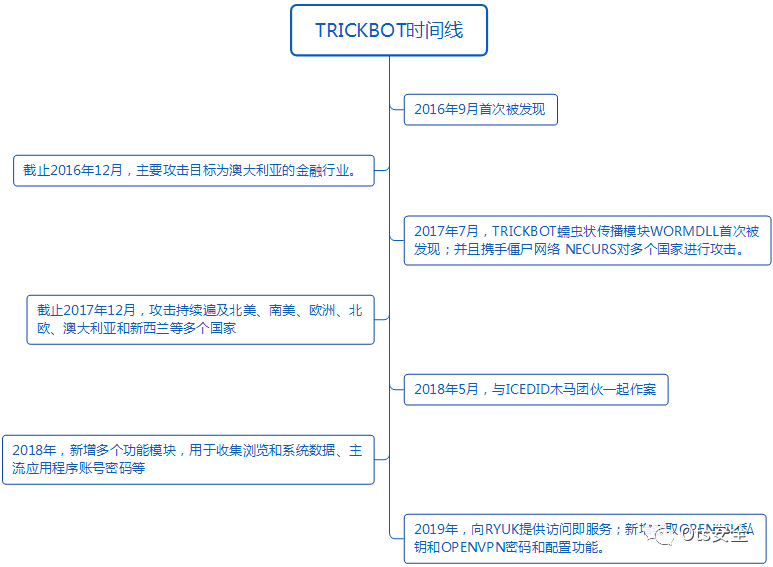 TRICKBOT时间线
2016年9月首次被发现
截止2016年12月，主要攻击目标为澳大利亚的金融行业。
2017年7月，TRICKBOT蠕虫状传播模块WORMDLL首次被
发现；并且携手僵尸网络 NECURS对多个国家进行攻击。
截止2017年12月，攻击持续遍及北美、南美、欧洲、北
欧、澳大利亚和新西兰等多个国家
2018年5月，与ICEDID木马团伙一起作案
2018年，新增多个功能模块，用于收集浏览和系统数据、主
流应用程序账号密码等
2019年，向RYUK提供访问即服务；新增 取OPEN 私
钥和OPENVPN密码和配置功能。
Ots安全